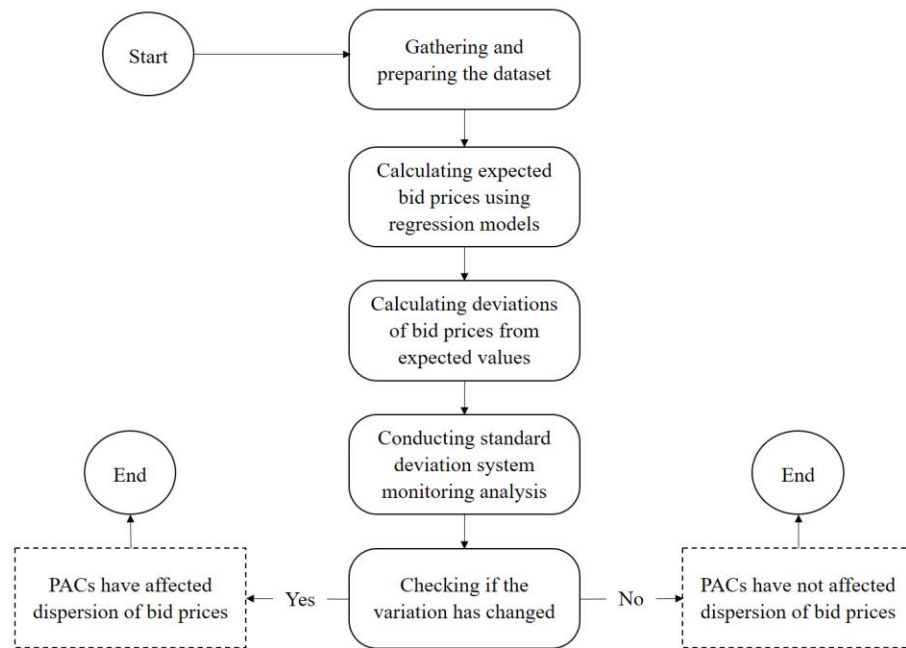 Start
Gathering and
preparing the dataset
Calculating expected
bid prices using
regression models
Calculating deviations
of bid prices from
expected values
Conducting standard
deviation system
monitoring analysis
End
End
PACs have affected
dispersion of bid prices
Yes
Checking if the
variation has changed
No
PACs have not affected
dispersion of bid prices